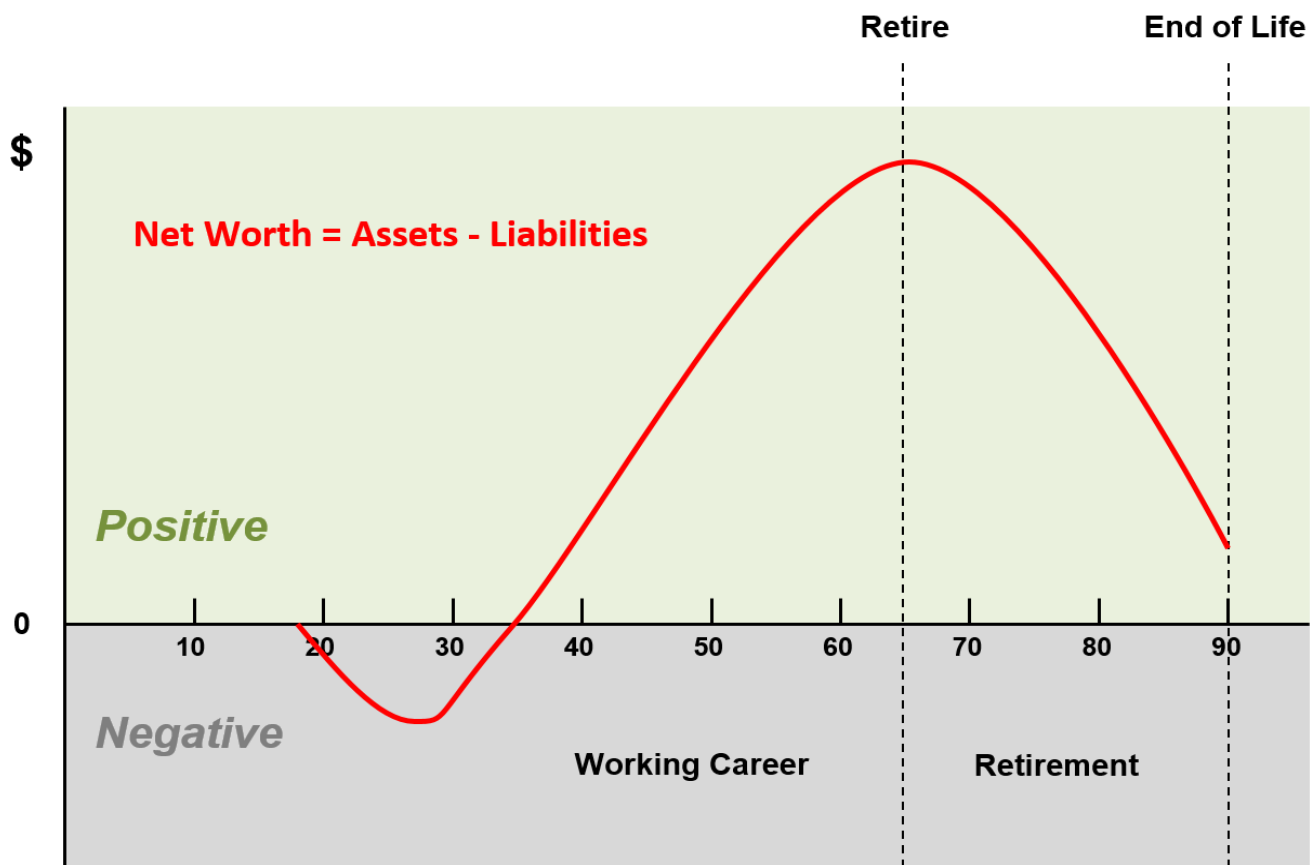 Retire
End of Life
$
Net Worth = Assets - Liabilities
Positive
0
10 20 30 40 50 60 70 80 90
Negative
Working Career
Retirement